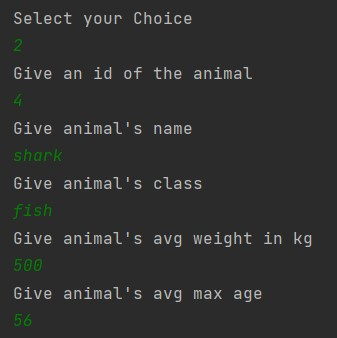 Select your Choice
2
Give an id of the animal
4
Give animal's name
shark
Give animal's class
fish
Give animal's avg weight in kg
500
Give animal's avg max age
56